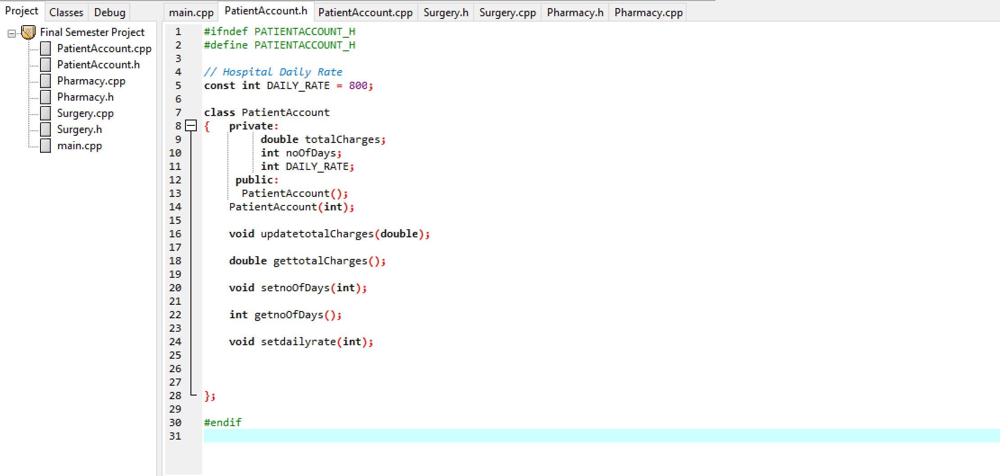 Project Classes Debug
main.cpp PatientAccount.h PatientAccount.cpp Surgery.h Surgery.cpp Pharmacy.h Pharmacy.cpp
Final Semester Project
PatientAccount.cpp
PatientAccount.h
Pharmacy.cpp
Pharmacy.h
Surgery.cpp
Surgery.h
main.cpp
1 #ifndef PATIENTACCOUNT_H
2 #define PATIENTACCOUNT_H
3
4 // Hospital Daily Rate
5 const int DAILY_RATE = 800;
6
7 class PatientAccount
8 { private:
9 double totalCharges;
10 int noOfDays;
11 int DAILY_RATE;
12 public:
13 PatientAccount();
14 PatientAccount(int);
15
16 void updatetotalCharges(double);
17
18 double gettotalCharges();
19
20 void setnoOfDays(int);
21
22 int getnoOfDays();
23
24 void setdailyrate(int);
25
26
27
28 };
29
30 #endif
31